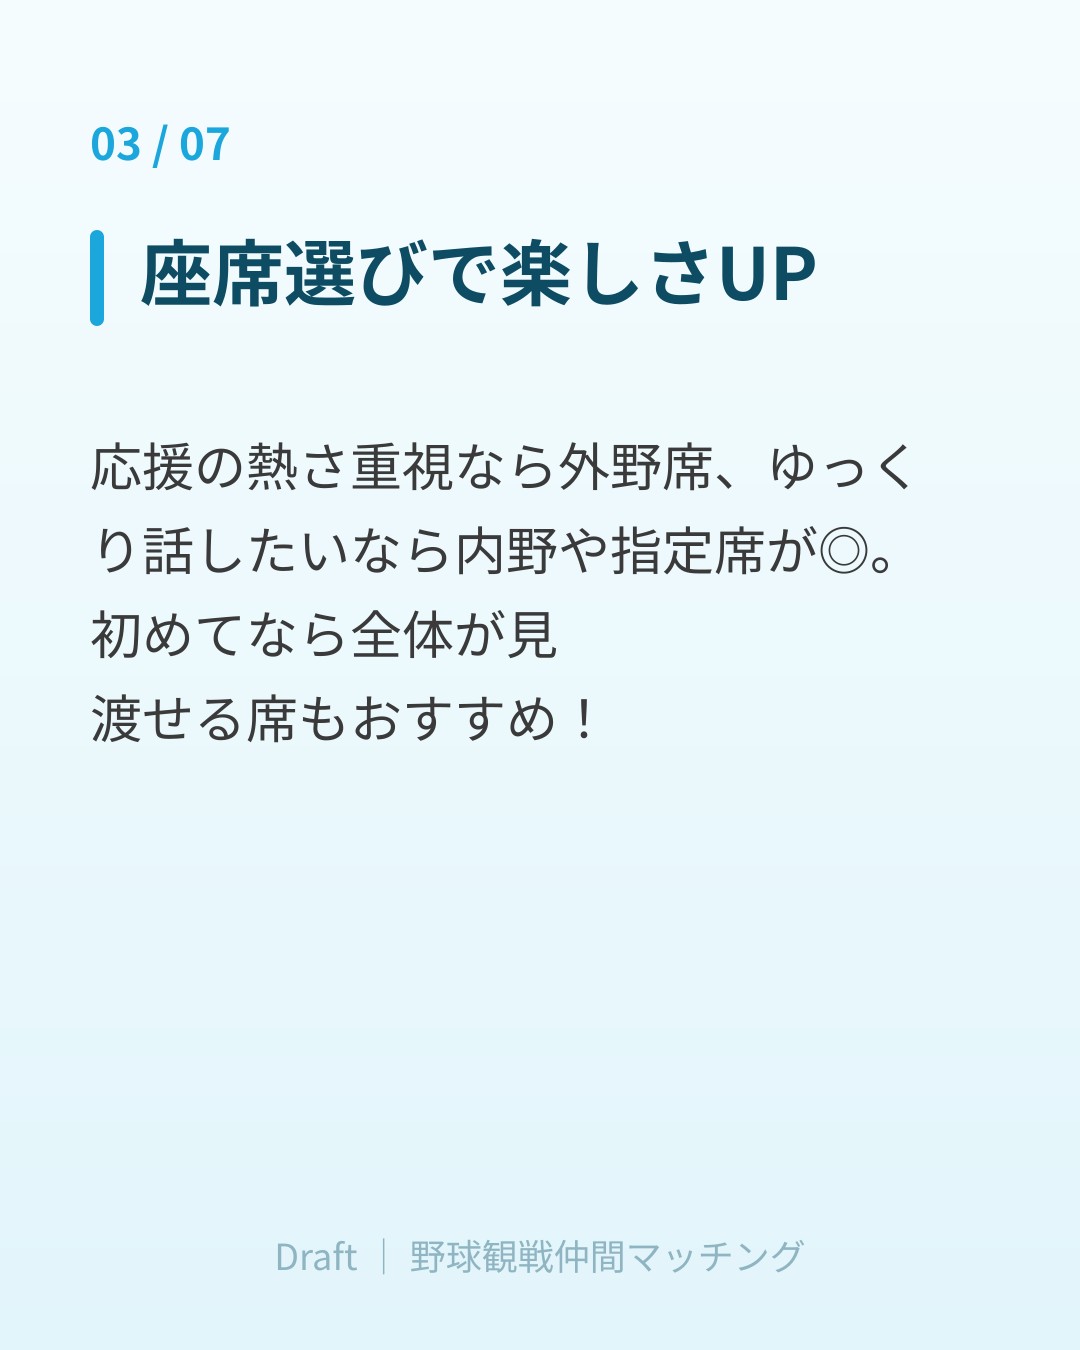 03 / 07
座席選びで楽しさUP
応援の熱さ重視なら外野席、ゆっく
り話したいなら内野や指定席が◎。
初めてなら全体が見
渡せる席もおすすめ！
Draft ｜ 野球観戦仲間マッチング